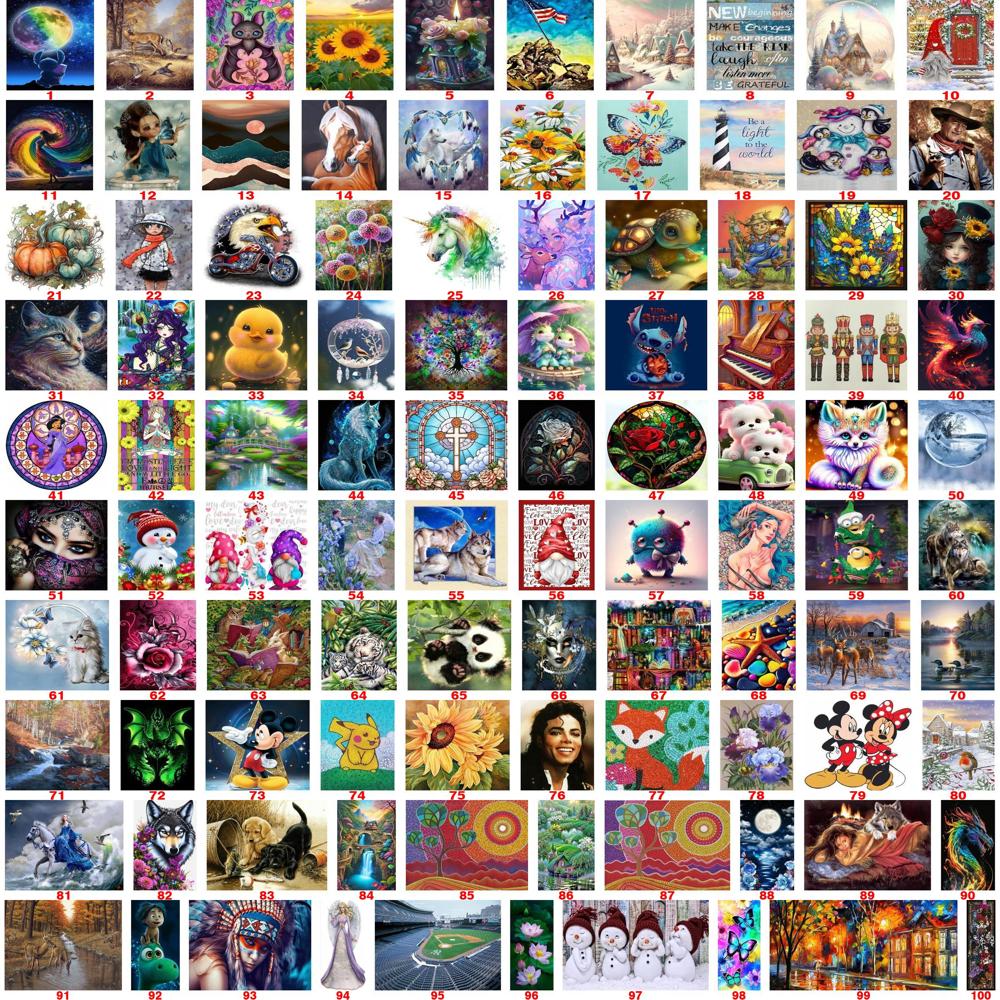 NEW beginning
MAKE Changes
be courageous
take THE RISK
laugh often
listen more
BE GRATEFUL
1 2 3 4 5 6 7 8 9 10
Be a
light
to the
world
11 12 13 14 15 16 17 18 19 20
21 22 23 24 25 26 27 28 29 30
Stitch
31 32 33 34 35 36 37 38 39 40
41 42 43 44 45 46 47 48 49 50
LOVE
51 52 53 54 55 56 57 58 59 60
61 62 63 64 65 66 67 68 69 70
71 72 73 74 75 76 77 78 79 80
81 82 83 84 85 86 87 88 89 90
91 92 93 94 95 96 97 98 99 100